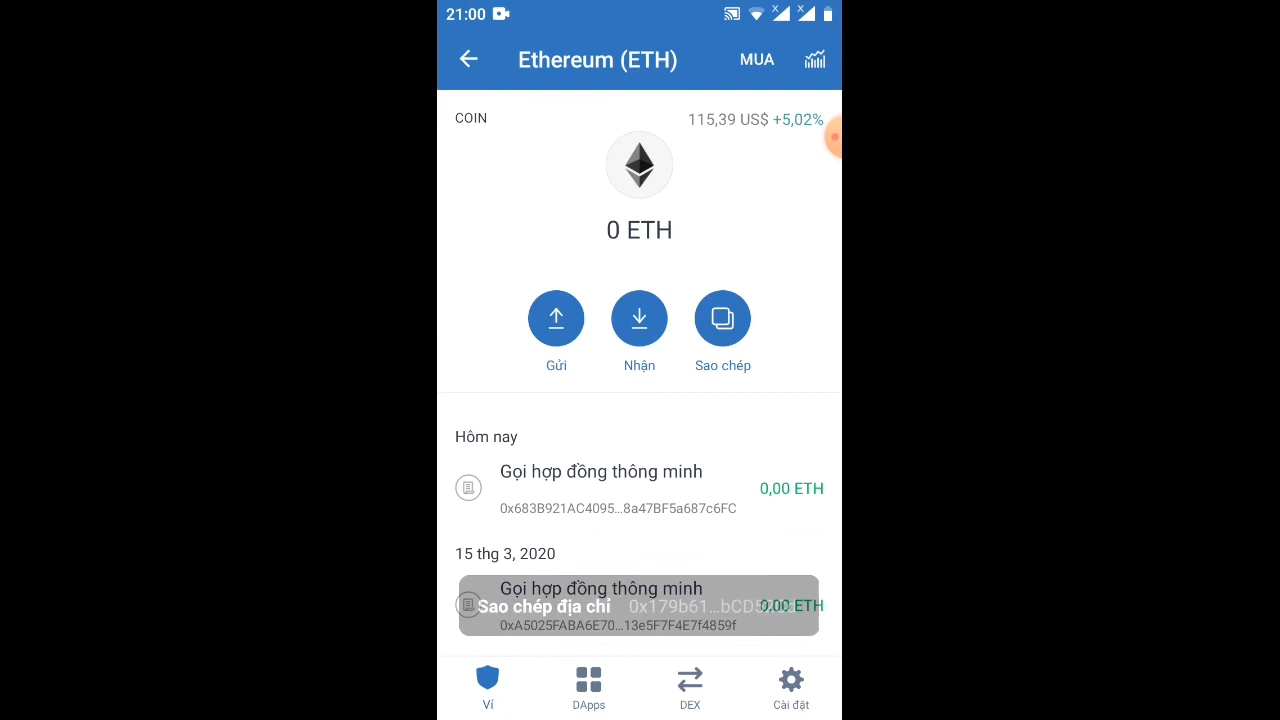 21:00
Ethereum (ETH)
MUA
COIN
115,39 US$ +5,02%
0 ETH
Gửi
Nhận
Sao chép
Hôm nay
Gọi hợp đồng thông minh
0,00 ETH
0x683B921AC4095...8a47BF5a687c6FC
15 thg 3, 2020
Gọi hợp đồng thông minh
Sao chép địa chỉ
0,00 ETH
0xA5025FABA6E70...13e5F7F4E7f4859f
Ví
DApps
DEX
Cài đặt